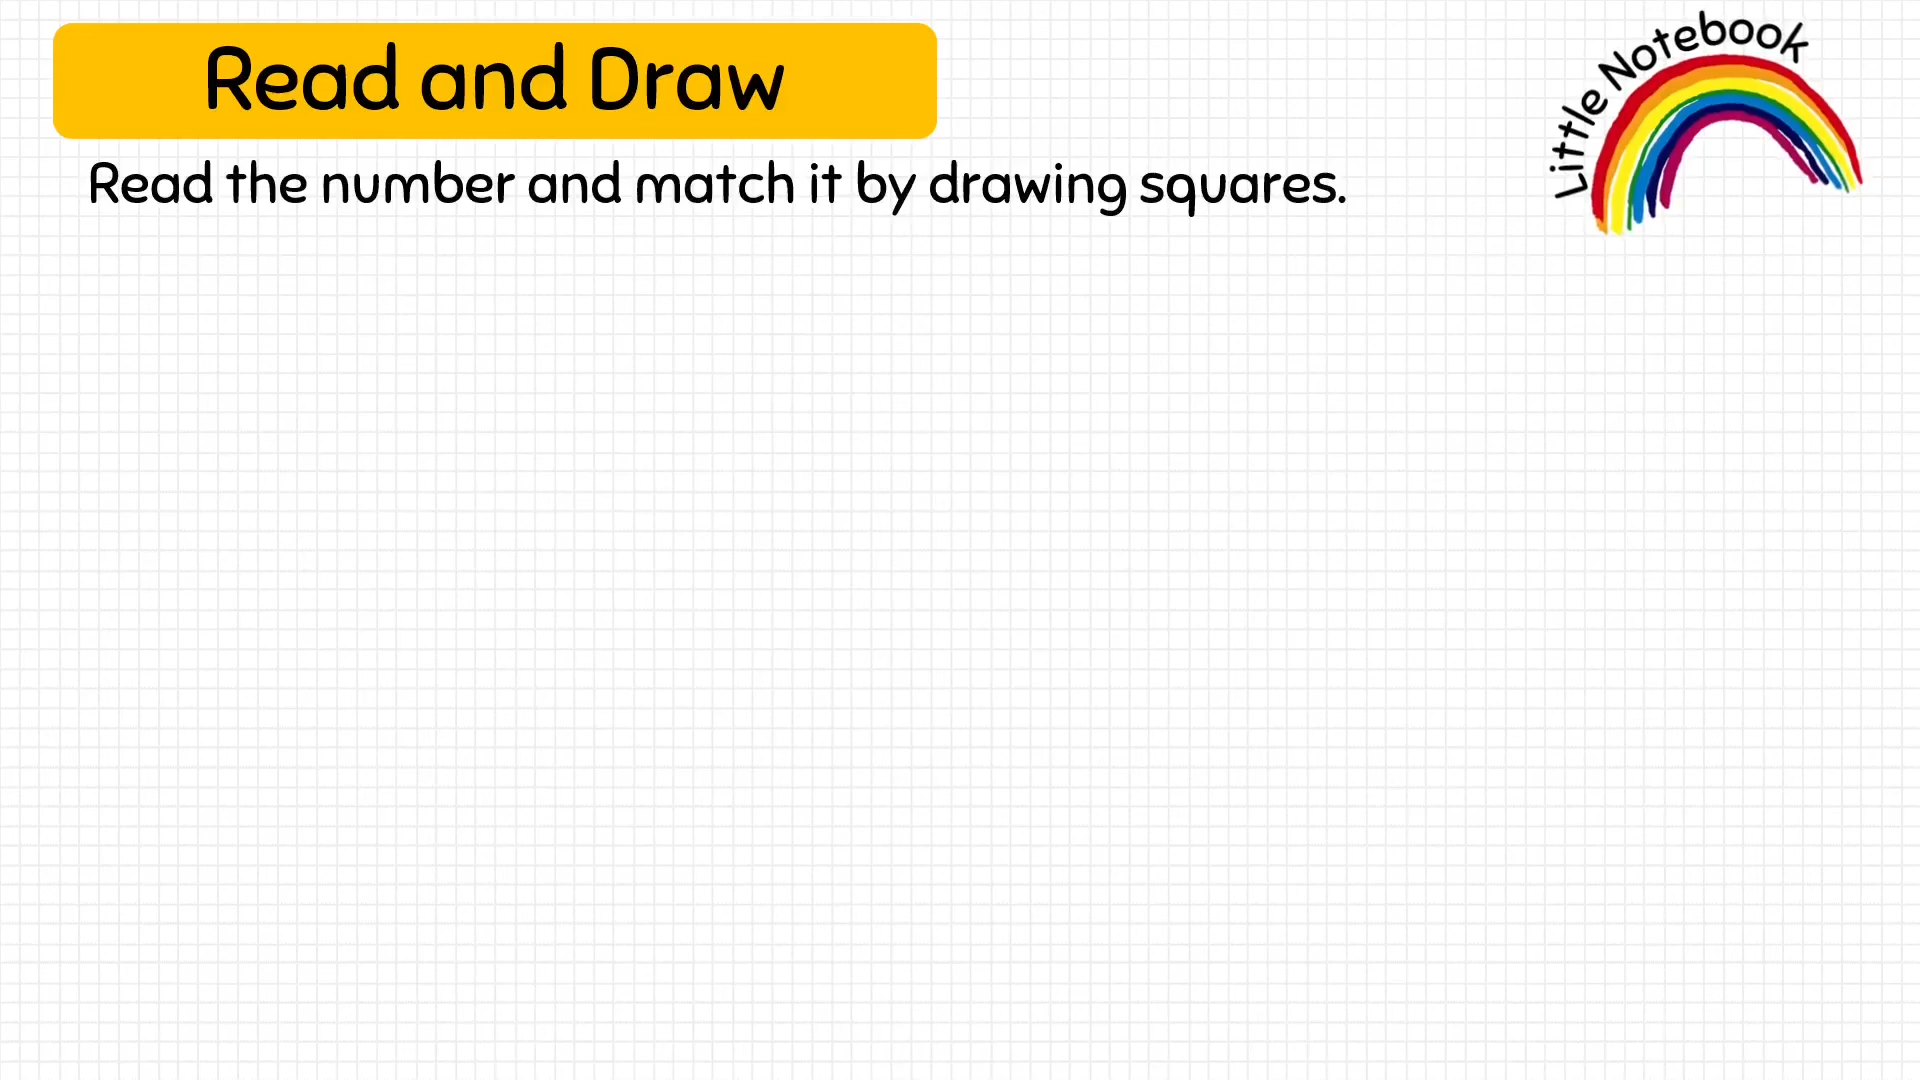 Read and Draw
Little Notebook
Read the number and match it by drawing squares.